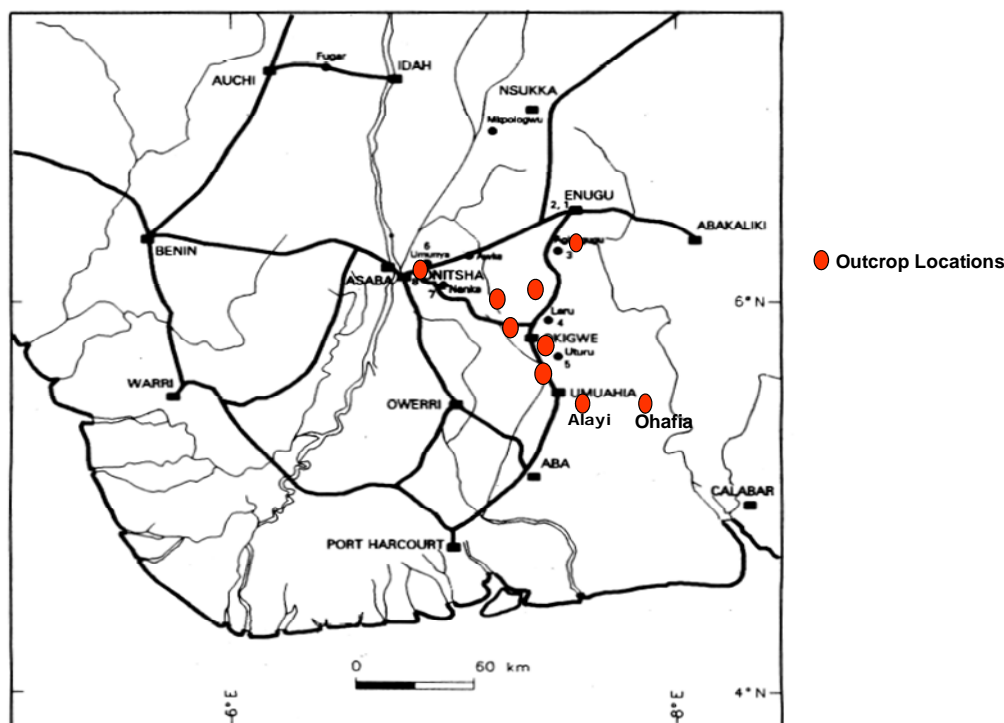 Fugar
IDAH
AUCHI
NSUKKA
Mkpologwu
ENUGU
2, 1
ABAKALIKI
3
BENIN
6
Umunya
Awka
ASABA
ONITSHA
Nanka
7
Outcrop Locations
6° N
Leru
4
OKIGWE
Uturu
5
WARRI
UMUAHIA
OWERRI
Alayi
Ohafia
ABA
CALABAR
PORT HARCOURT
0
60 km
6°E
8°E
4° N